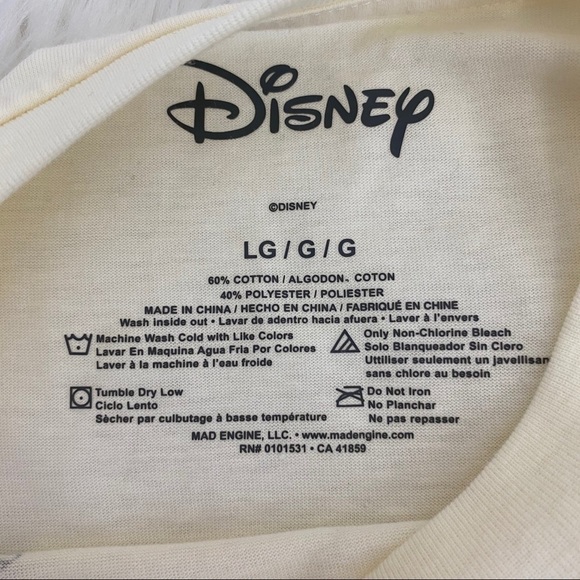 Disney
©DISNEY
LG / G / G
60% COTTON / ALGODON、COTON
40% POLYESTER / POLIESTER
MADE IN CHINA / HECHO EN CHINA / FABRIQUÉ EN CHINE
Wash inside out • Lavar de adentro hacia afuera • Laver à l'envers
Machine Wash Cold with Like Colors
Lavar En Maquina Agua Fria Por Colores
Laver à la machine à l'eau froide
Only Non-Chlorine Bleach
Solo Blanqueador Sin Cloro
Uttiliser seulement un javellisan
sans chlore au besoin
Tumble Dry Low
Ciclo Lento
Sècher par culbutage à basse température
Do Not Iron
No Planchar
Ne pas repasser
MAD ENGINE, LLC. • www.madengine.com
RN# 0101531 • CA 41859